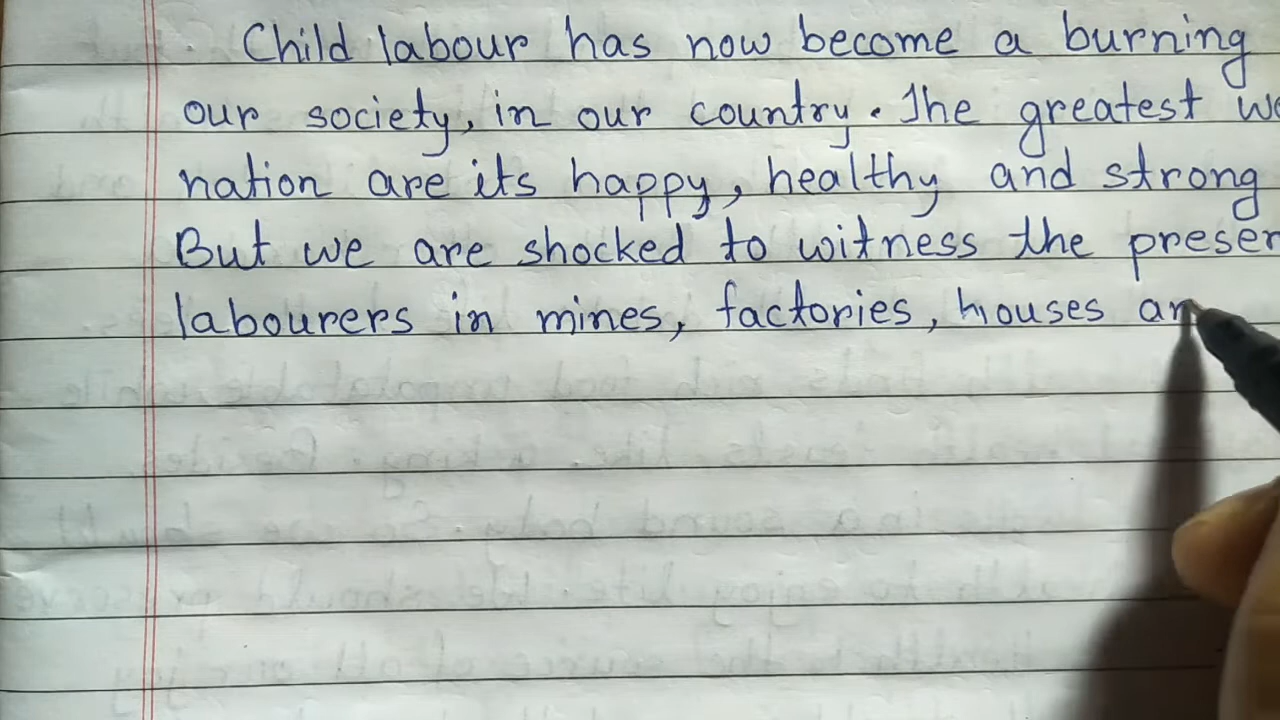 Child labour has now become a burning
our society, in our country. The greatest
nation are its happy, healthy and strong
But we are shocked to witness the
labourers in mines, factories, houses